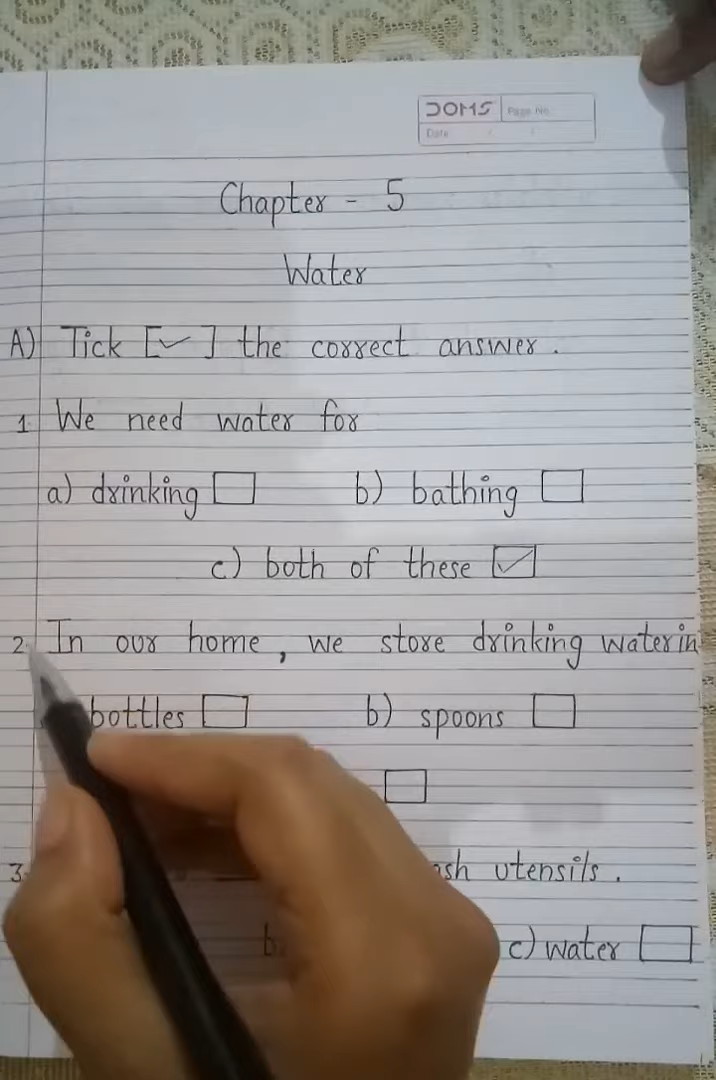 DOMS Page No.
Date
Chapter - 5
Water
A) Tick [✓] the correct answer.
1. We need water for
a) drinking □ b) bathing □
c) both of these ☑
2. In our home, we store drinking water in
bottles □ b) spoons □
□
3. utensils.
b. c) water □